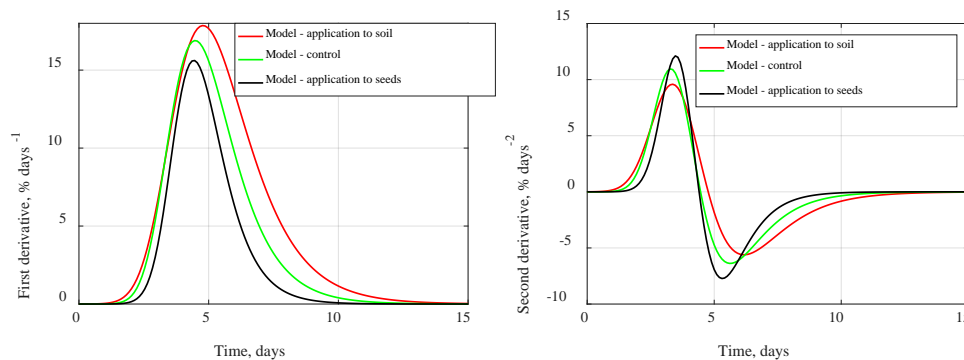 First derivative, % days -1
15
10
5
0
0
5
10
15
Time, days
Model - application to soil
Model - control
Model - application to seeds
Second derivative, % days -2
15
10
5
0
-5
-10
0
5
10
15
Time, days
Model - application to soil
Model - control
Model - application to seeds